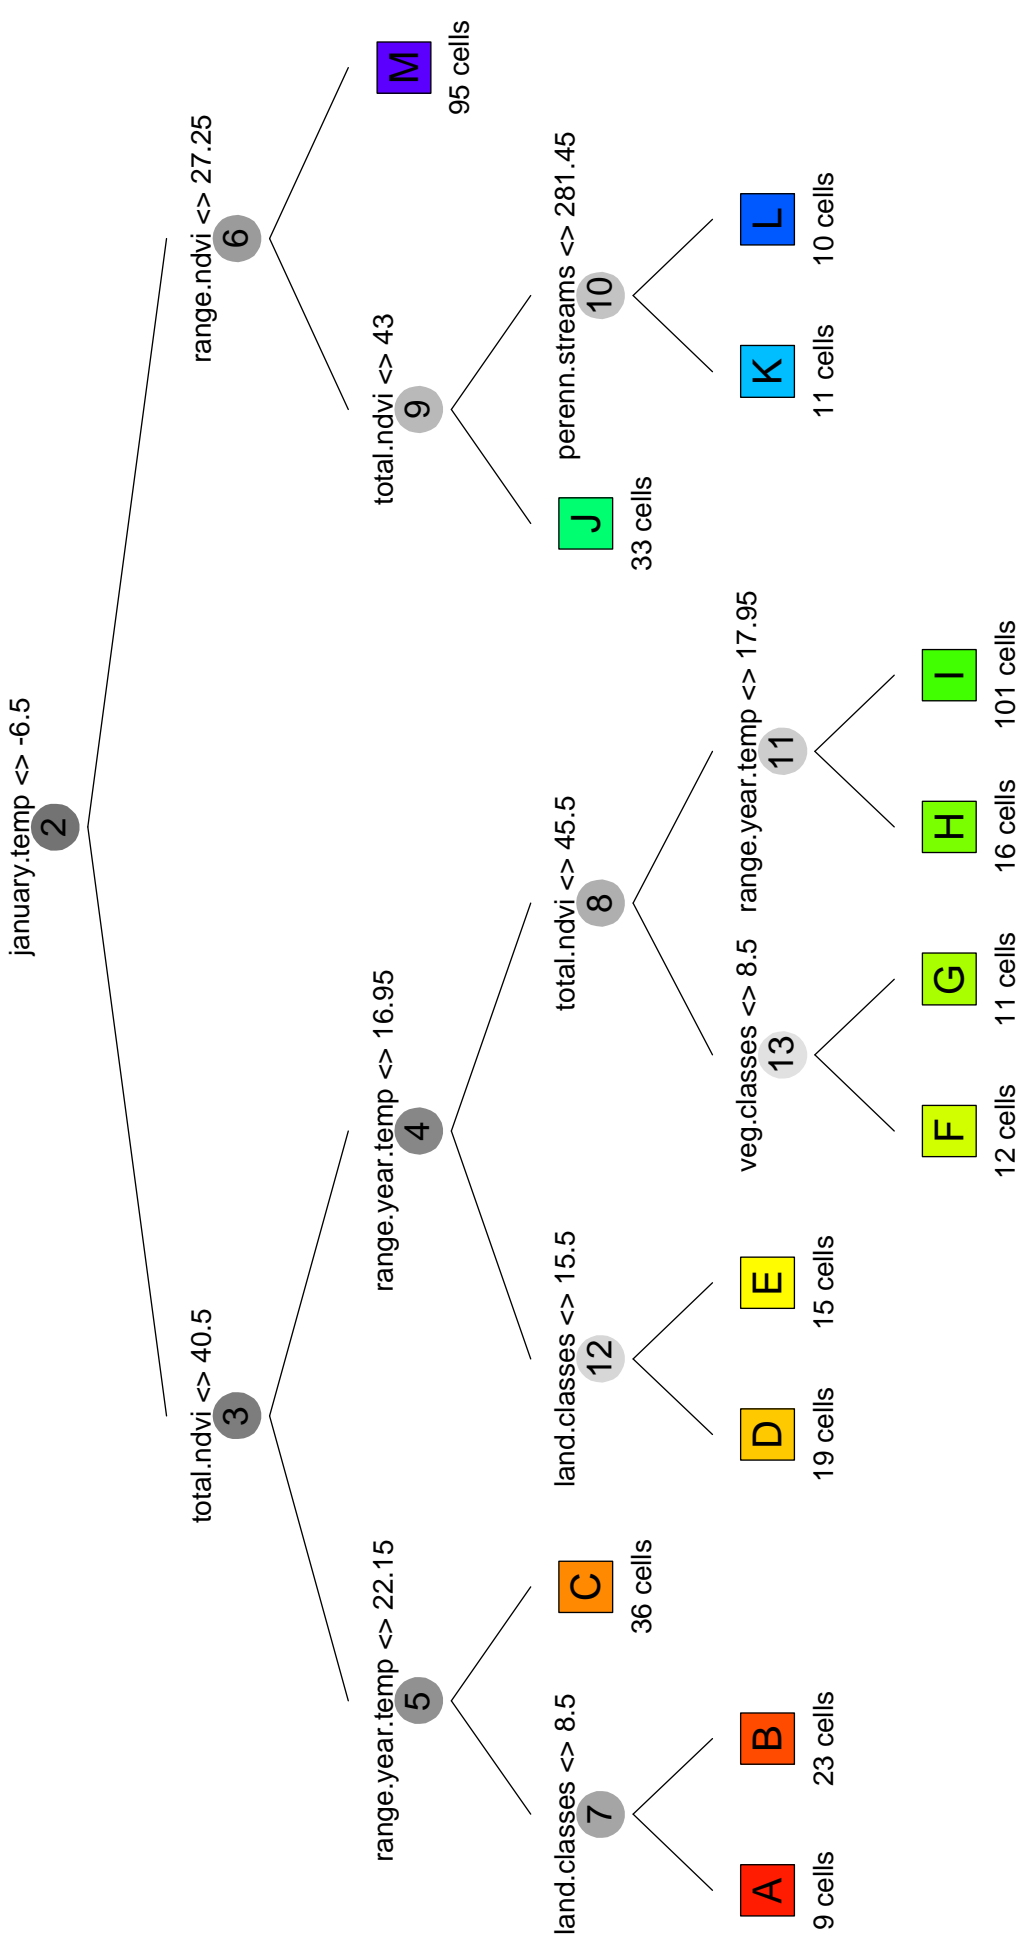 january.temp <> -6.5
2
total.ndvi <> 40.5
3
range.ndvi <> 27.25
6
range.year.temp <> 22.15
5
range.year.temp <> 16.95
4
total.ndvi <> 43
9
M
95 cells
land.classes <> 8.5
7
C
36 cells
land.classes <> 15.5
12
total.ndvi <> 45.5
8
J
33 cells
perenn.streams <> 281.45
10
A
9 cells
B
23 cells
D
19 cells
E
15 cells
veg.classes <> 8.5
13
range.year.temp <> 17.95
11
K
11 cells
L
10 cells
F
12 cells
G
11 cells
H
16 cells
I
101 cells